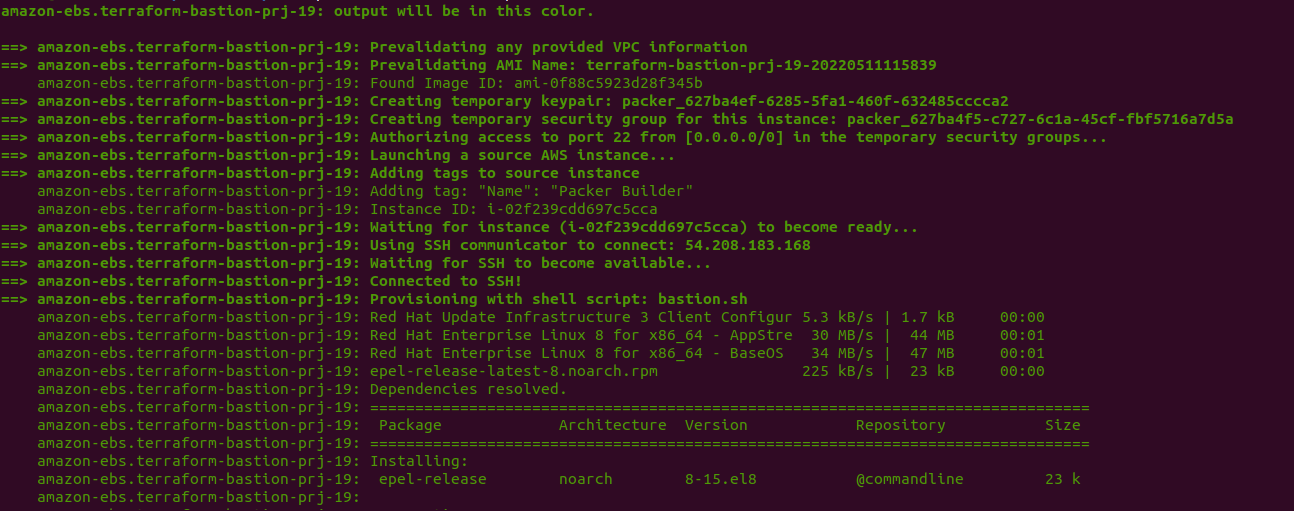 amazon-ebs.terraform-bastion-prj-19: output will be in this color.
==> amazon-ebs.terraform-bastion-prj-19: Prevalidating any provided VPC information
==> amazon-ebs.terraform-bastion-prj-19: Prevalidating AMI Name: terraform-bastion-prj-19-20220511115839
amazon-ebs.terraform-bastion-prj-19: Found Image ID: ami-0f88c5923d28f345b
==> amazon-ebs.terraform-bastion-prj-19: Creating temporary keypair: packer_627ba4ef-6285-5fa1-460f-632485cccca2
==> amazon-ebs.terraform-bastion-prj-19: Creating temporary security group for this instance: packer_627ba4f5-c727-6c1a-45cf-fbf5716a7d5a
==> amazon-ebs.terraform-bastion-prj-19: Authorizing access to port 22 from [0.0.0.0/0] in the temporary security groups...
==> amazon-ebs.terraform-bastion-prj-19: Launching a source AWS instance...
==> amazon-ebs.terraform-bastion-prj-19: Adding tags to source instance
amazon-ebs.terraform-bastion-prj-19: Adding tag: "Name": "Packer Builder"
amazon-ebs.terraform-bastion-prj-19: Instance ID: i-02f239cdd697c5cca
==> amazon-ebs.terraform-bastion-prj-19: Waiting for instance (i-02f239cdd697c5cca) to become ready...
==> amazon-ebs.terraform-bastion-prj-19: Using SSH communicator to connect: 54.208.183.168
==> amazon-ebs.terraform-bastion-prj-19: Waiting for SSH to become available...
==> amazon-ebs.terraform-bastion-prj-19: Connected to SSH!
==> amazon-ebs.terraform-bastion-prj-19: Provisioning with shell script: bastion.sh
amazon-ebs.terraform-bastion-prj-19: Red Hat Update Infrastructure 3 Client Configur 5.3 kB/s | 1.7 kB     00:00
amazon-ebs.terraform-bastion-prj-19: Red Hat Enterprise Linux 8 for x86_64 - AppStre  30 MB/s |  44 MB     00:01
amazon-ebs.terraform-bastion-prj-19: Red Hat Enterprise Linux 8 for x86_64 - BaseOS   34 MB/s |  47 MB     00:01
amazon-ebs.terraform-bastion-prj-19: epel-release-latest-8.noarch.rpm                225 kB/s |  23 kB     00:00
amazon-ebs.terraform-bastion-prj-19: Dependencies resolved.
amazon-ebs.terraform-bastion-prj-19: ================================================================================
amazon-ebs.terraform-bastion-prj-19:  Package             Architecture  Version            Repository           Size
amazon-ebs.terraform-bastion-prj-19: ================================================================================
amazon-ebs.terraform-bastion-prj-19: Installing:
amazon-ebs.terraform-bastion-prj-19:  epel-release        noarch        8-15.el8           @commandline         23 k
amazon-ebs.terraform-bastion-prj-19: